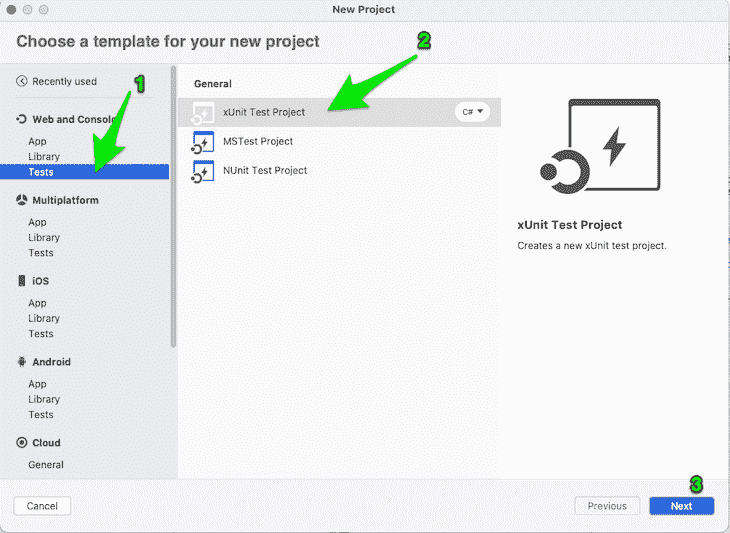 New Project
Choose a template for your new project
Recently used
Web and Console
App
Library
Tests
Multiplatform
App
Library
Tests
iOS
App
Library
Tests
Android
App
Library
Tests
Cloud
General
1
General
2
xUnit Test Project
C#
MSTest Project
NUnit Test Project
xUnit Test Project
Creates a new xUnit test project.
3
Cancel
Previous
Next